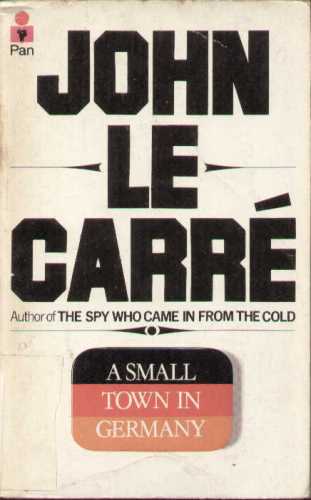 Pan
JOHN
LE
CARRÉ
Author of THE SPY WHO CAME IN FROM THE COLD
A SMALL
TOWN IN
GERMANY